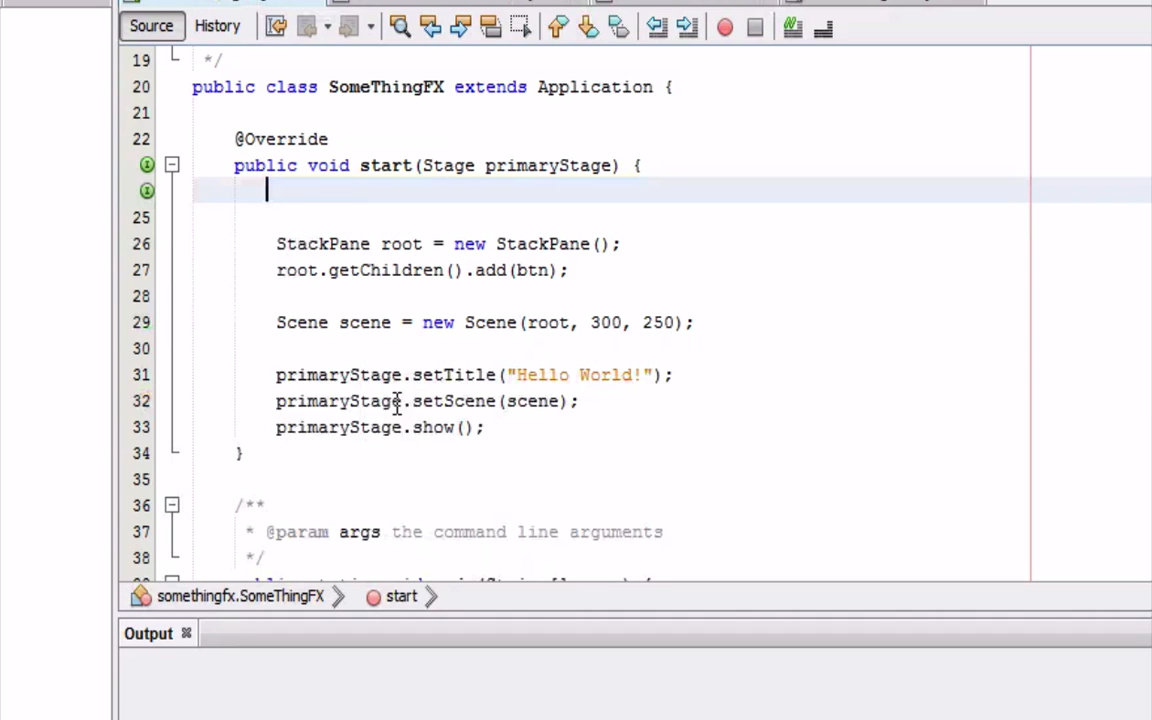 Source History
19 */
20 public class SomeThingFX extends Application {
21
22 @Override
public void start(Stage primaryStage) {
25
26 StackPane root = new StackPane();
27 root.getChildren().add(btn);
28
29 Scene scene = new Scene(root, 300, 250);
30
31 primaryStage.setTitle("Hello World!");
32 primaryStage.setScene(scene);
33 primaryStage.show();
34 }
35
36 /**
37 * @param args the command line arguments
38 */
somethingfx.SomeThingFX start
Output